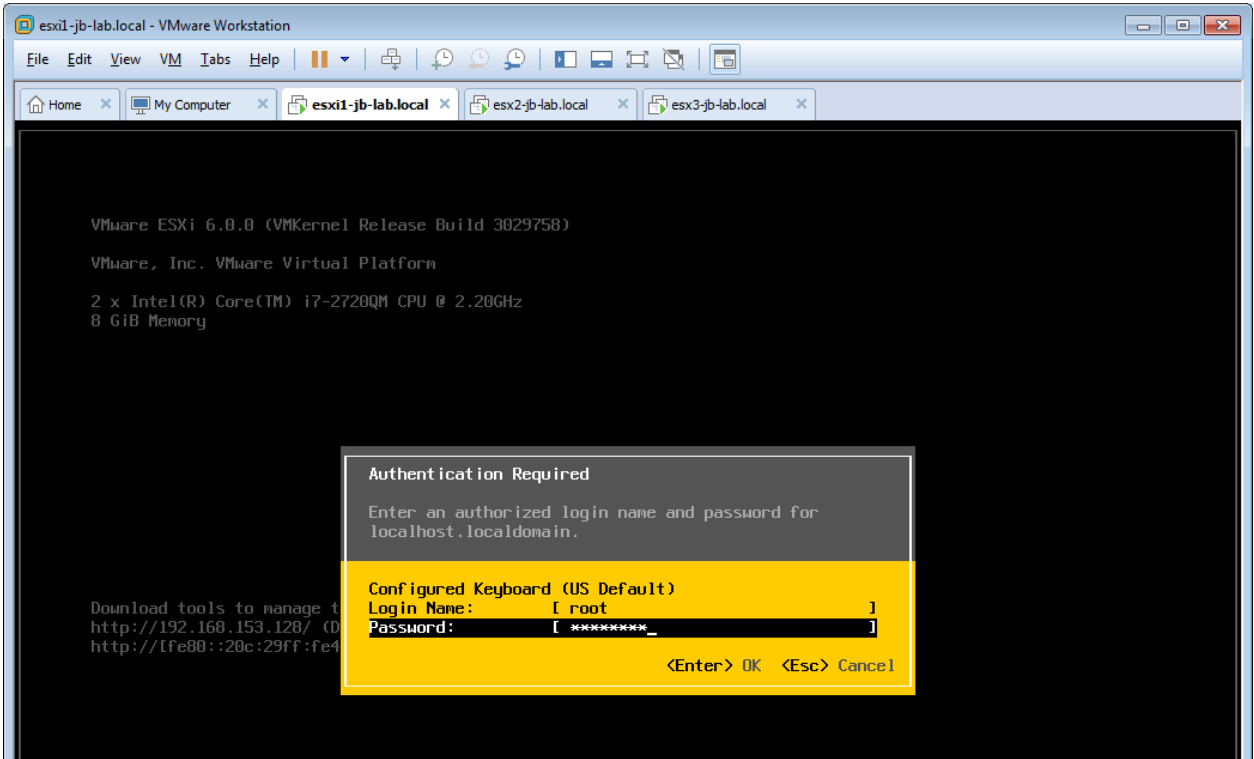 esxi1-jb-lab.local - VMware Workstation
File Edit View VM Tabs Help
Home My Computer esxi1-jb-lab.local esx2-jb-lab.local esx3-jb-lab.local
VMware ESXi 6.0.0 (VMKernel Release Build 3029758)
VMware, Inc. VMware Virtual Platform
2 x Intel(R) Core(TM) i7-2720QM CPU @ 2.20GHz
8 GiB Memory
Authentication Required
Enter an authorized login name and password for
localhost.localdomain.
Configured Keyboard (US Default)
Login Name: [ root ]
Password: [ ********_ ]
<Enter> OK <Esc> Cancel
Download tools to manage t
http://192.168.153.128/ (D
http://[fe80::20c:29ff:fe4